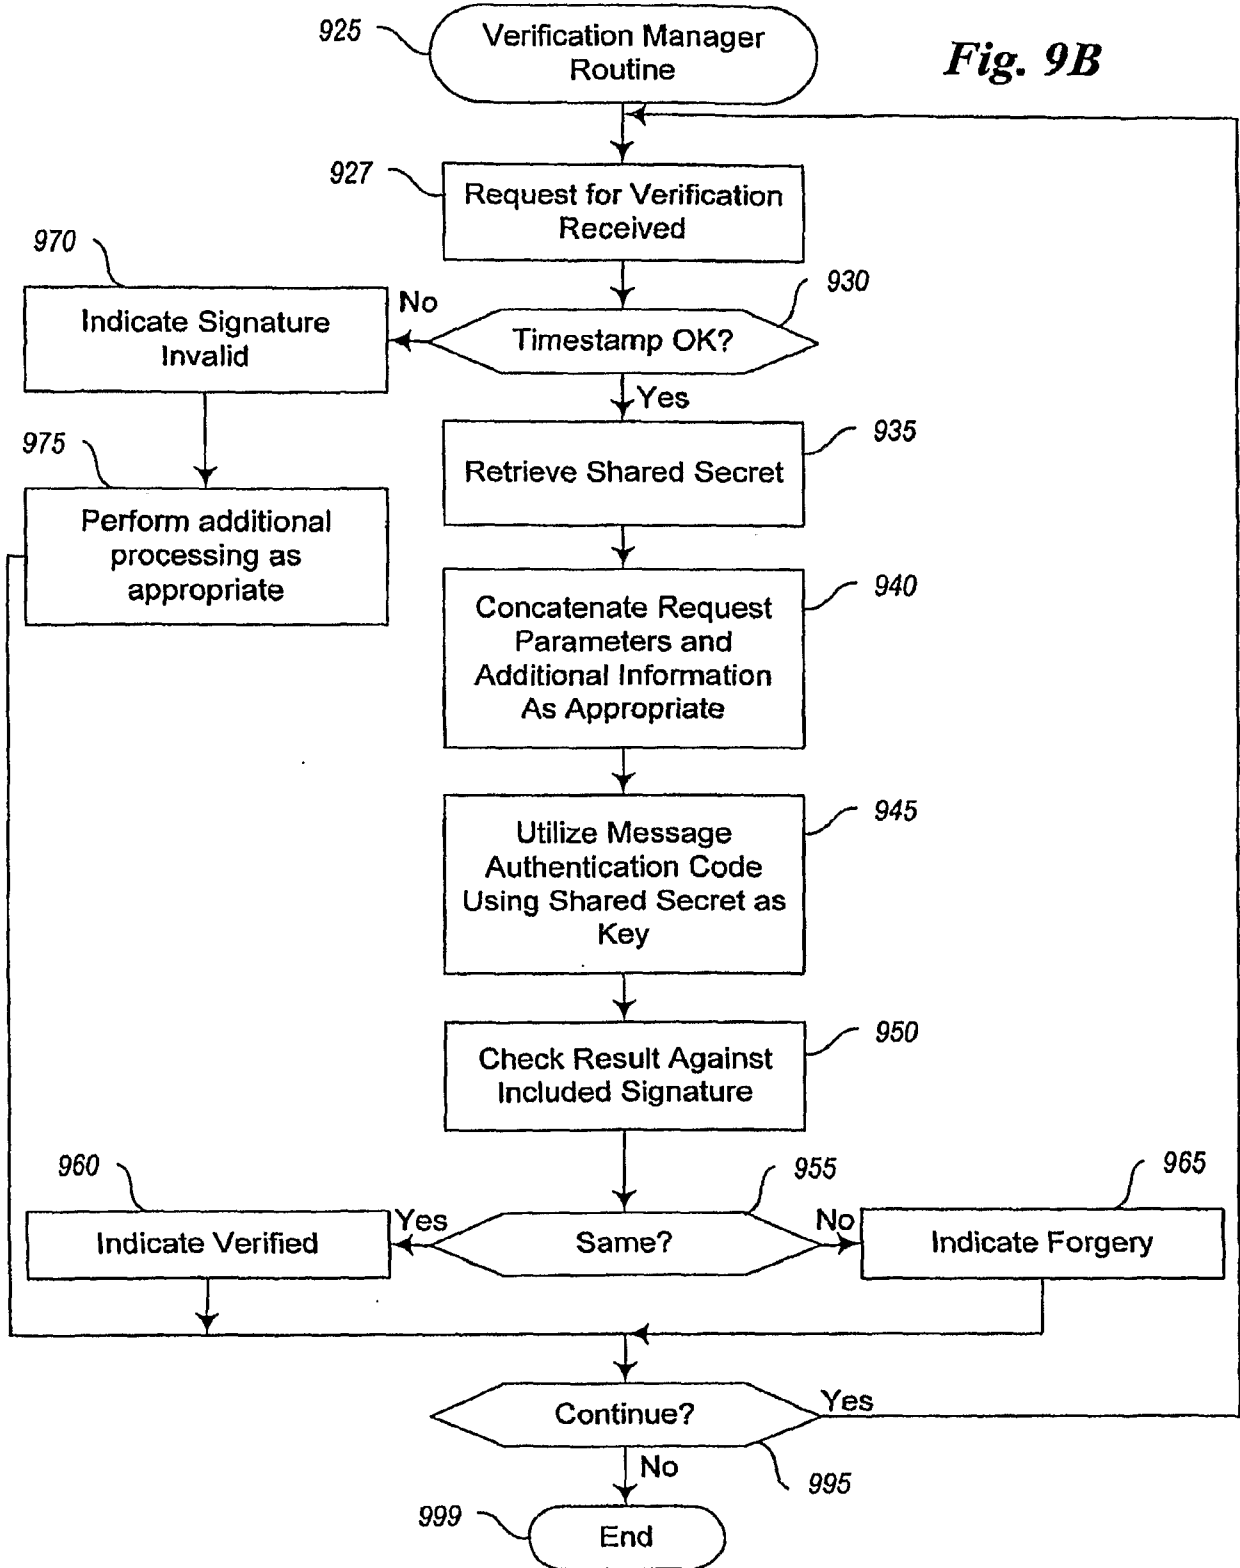 925
Verification Manager
Routine
Fig. 9B
927
Request for Verification
Received
970
930
Indicate Signature
Invalid
No
Timestamp OK?
Yes
975
935
Retrieve Shared Secret
Perform additional
processing as
appropriate
940
Concatenate Request
Parameters and
Additional Information
As Appropriate
945
Utilize Message
Authentication Code
Using Shared Secret as
Key
950
Check Result Against
Included Signature
960
955
965
Indicate Verified
Yes
Same?
No
Indicate Forgery
Continue?
Yes
995
No
999
End